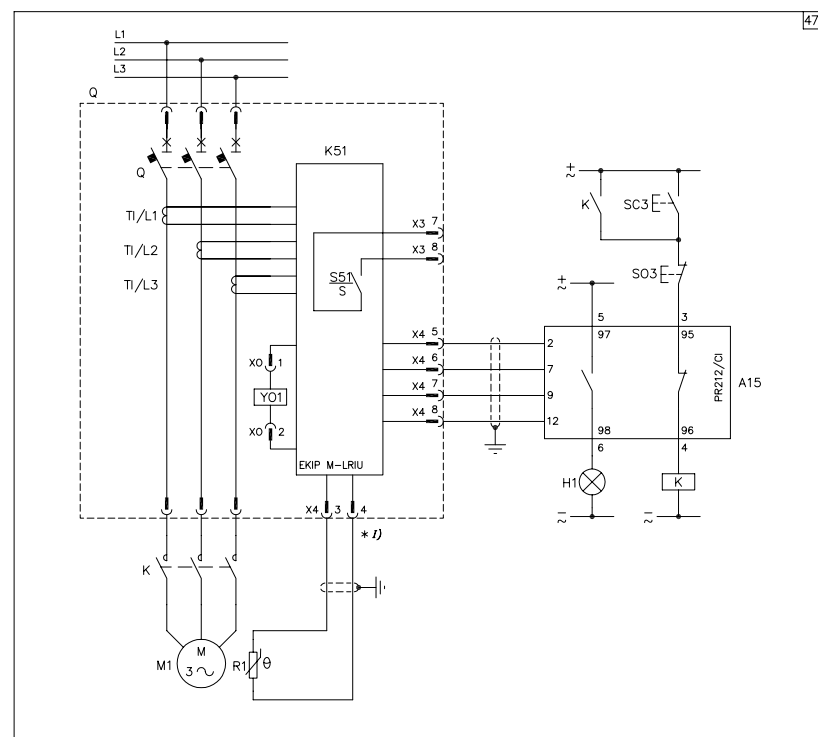 47
L1
L2
L3
Q
K51
Q
TI/L1
TI/L2
TI/L3
S51
S
X3 7
X3 8
X4 5
X4 6
X4 7
X4 8
X0 1
YO1
X0 2
EKIP M-LRIU
X4 3 4
* I)
K
M1
M
3
R1
θ
K
SC3
SO3
5
97
3
95
2
7
9
12
PR212/CI
A15
98
6
96
4
H1
K